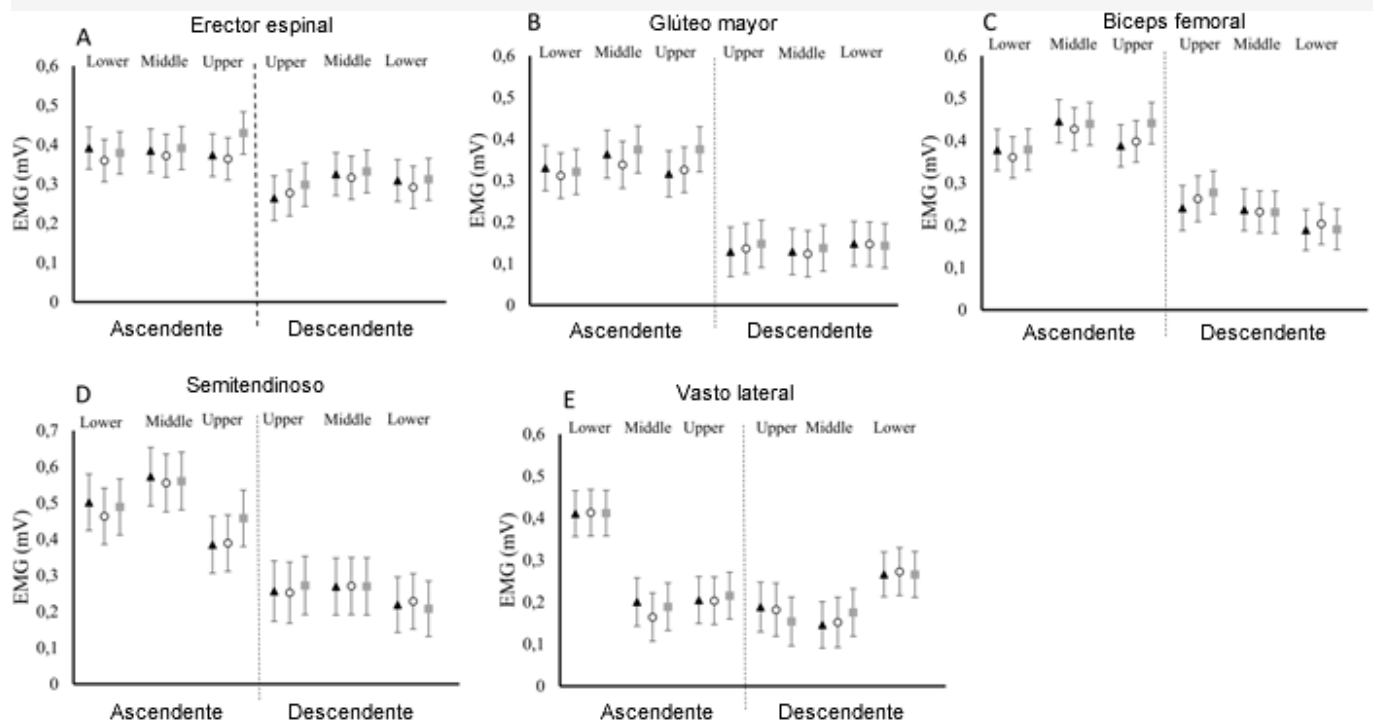 A Erector espinal
Lower Middle Upper Upper Middle Lower
EMG (mV)
0,6
0,5
0,4
0,3
0,2
0,1
0
Ascendente Descendente
B Glúteo mayor
Lower Middle Upper Upper Middle Lower
EMG (mV)
0,6
0,5
0,4
0,3
0,2
0,1
0
Ascendente Descendente
C Biceps femoral
Lower Middle Upper Upper Middle Lower
EMG (mV)
0,6
0,5
0,4
0,3
0,2
0,1
0
Ascendente Descendente
D Semitendinoso
Lower Middle Upper Upper Middle Lower
EMG (mV)
0,7
0,6
0,5
0,4
0,3
0,2
0,1
0
Ascendente Descendente
E Vasto lateral
Lower Middle Upper Upper Middle Lower
EMG (mV)
0,6
0,5
0,4
0,3
0,2
0,1
0
Ascendente Descendente